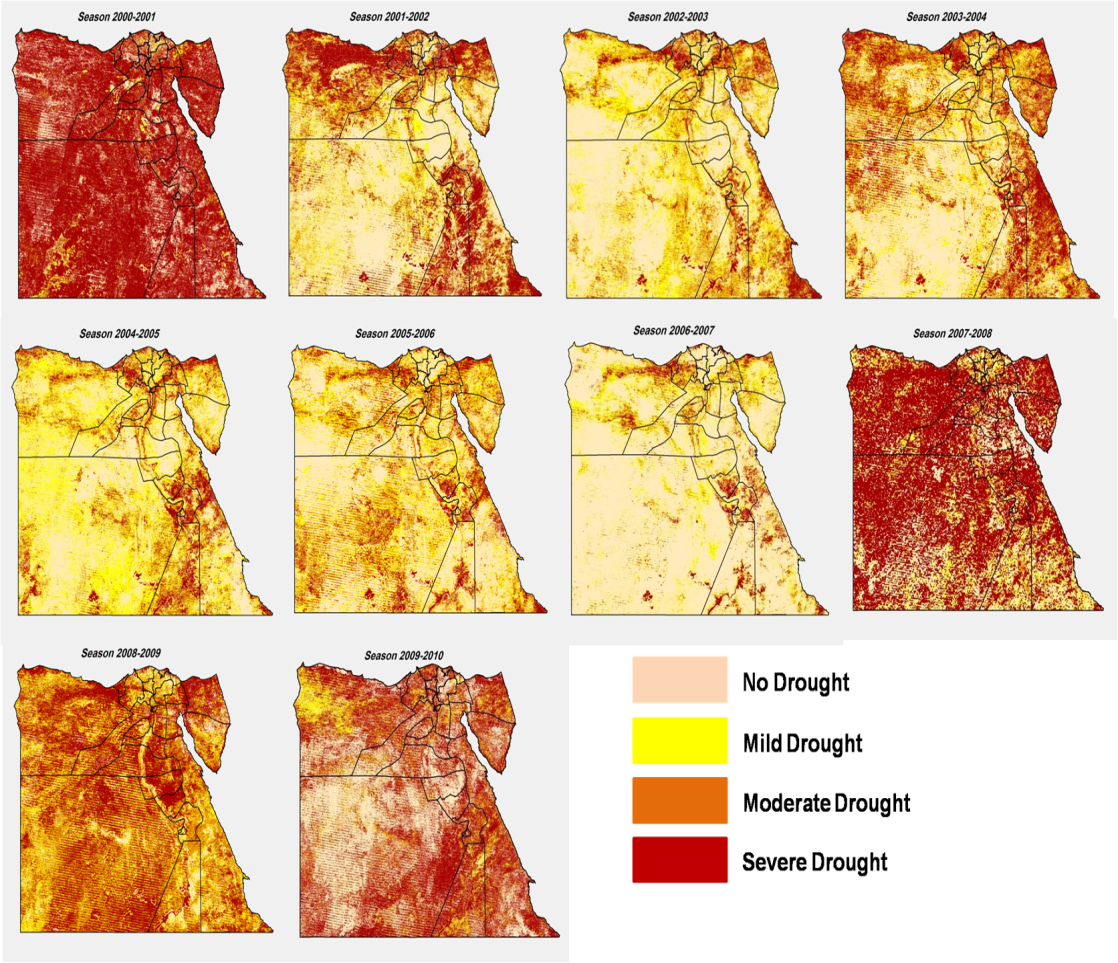 Season 2000-2001
Season 2001-2002
Season 2002-2003
Season 2003-2004
Season 2004-2005
Season 2005-2006
Season 2006-2007
Season 2007-2008
Season 2008-2009
Season 2009-2010
No Drought
Mild Drought
Moderate Drought
Severe Drought